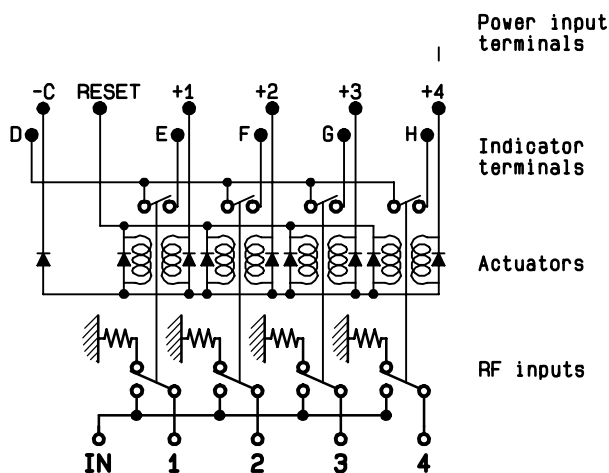 Power input
terminals
-C RESET +1 +2 +3 +4
D E F G H
Indicator
terminals
Actuators
RF inputs
IN 1 2 3 4